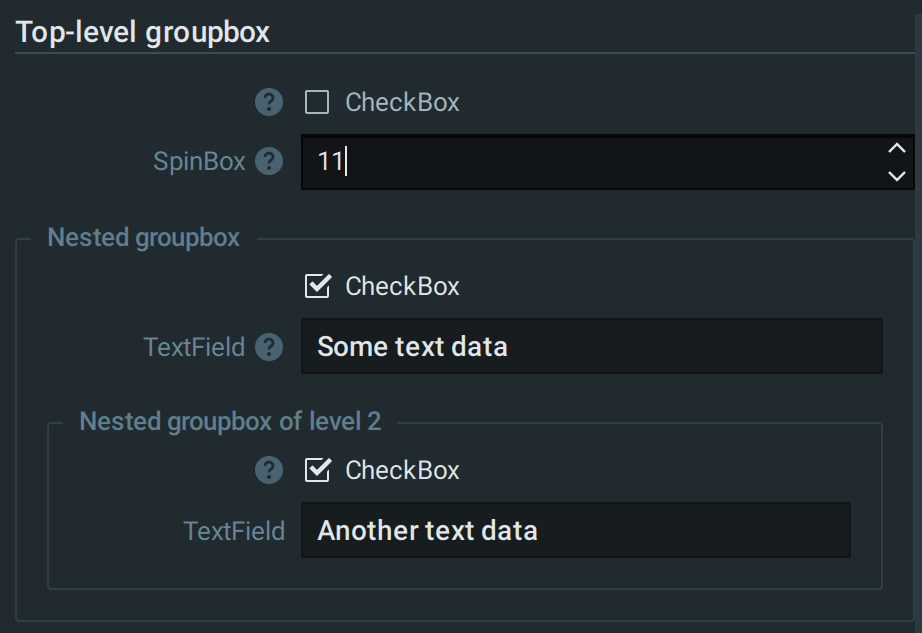 Top-level groupbox
? CheckBox
SpinBox ? 11
Nested groupbox
CheckBox
TextField ? Some text data
Nested groupbox of level 2
? CheckBox
TextField Another text data